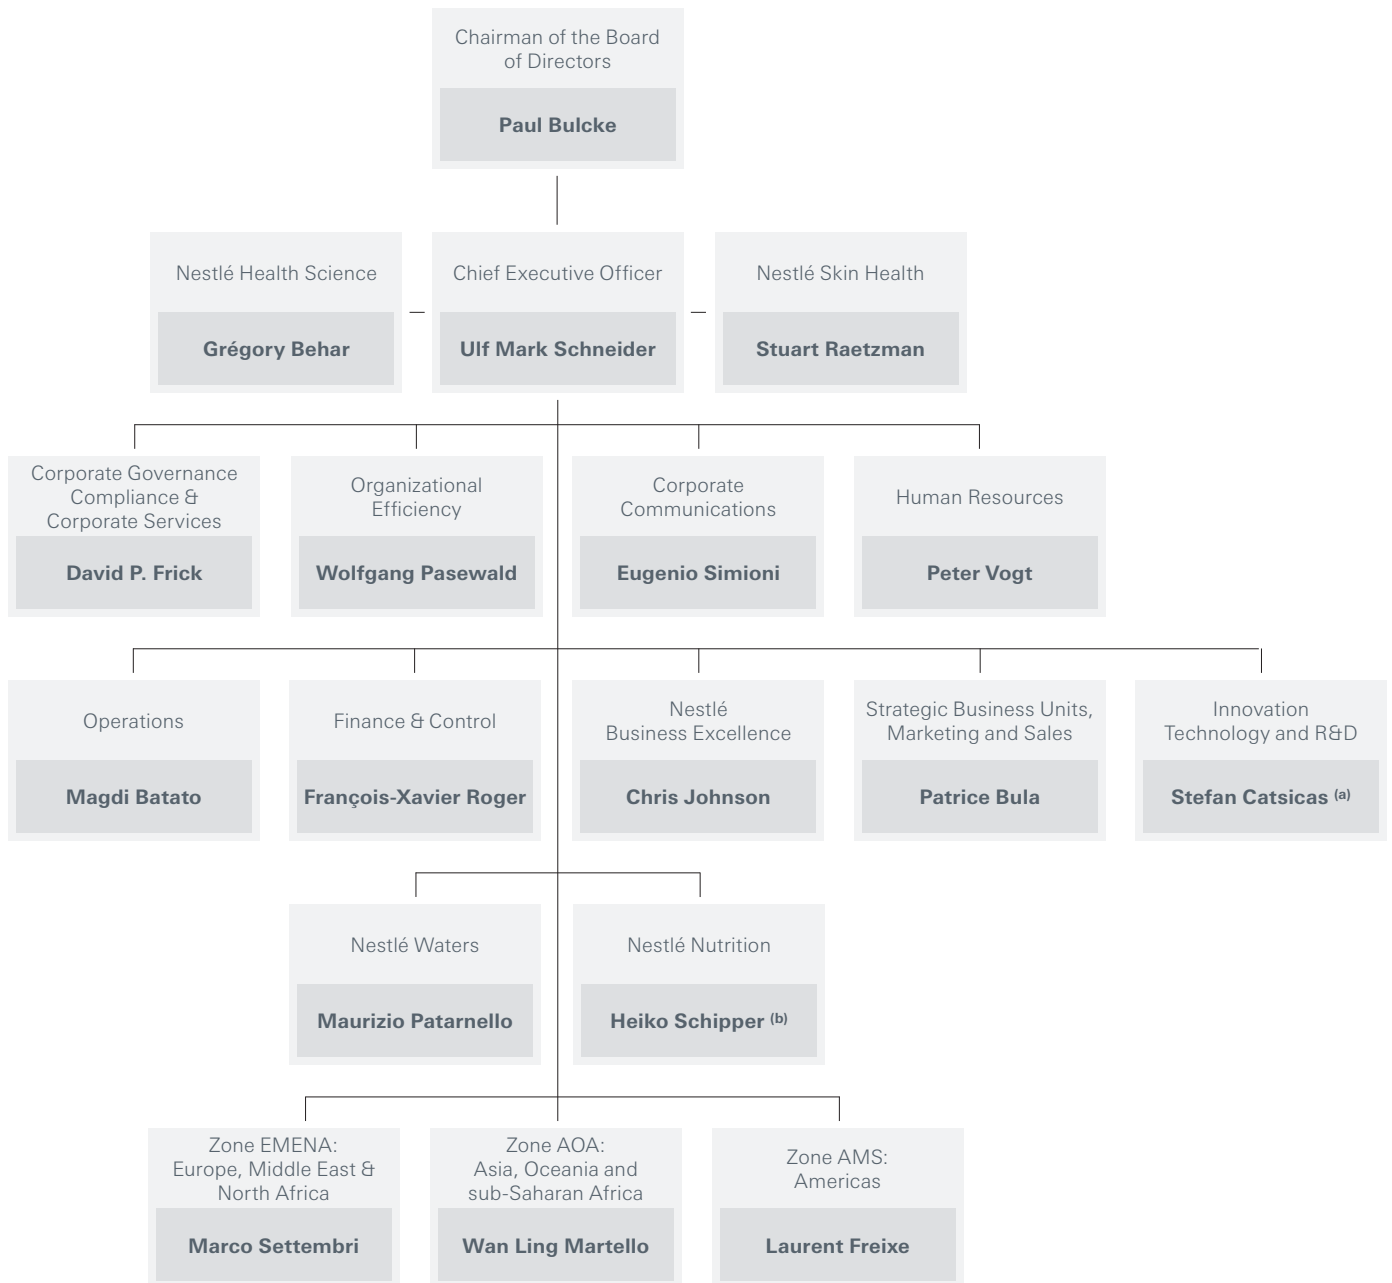 Chairman of the Board
of Directors
Paul Bulcke
Nestlé Health Science
Grégory Behar
Chief Executive Officer
Ulf Mark Schneider
Nestlé Skin Health
Stuart Raetzman
Corporate Governance
Compliance &
Corporate Services
David P. Frick
Organizational
Efficiency
Wolfgang Pasewald
Corporate
Communications
Eugenio Simioni
Human Resources
Peter Vogt
Operations
Magdi Batato
Finance & Control
François-Xavier Roger
Nestlé
Business Excellence
Chris Johnson
Strategic Business Units,
Marketing and Sales
Patrice Bula
Innovation
Technology and R&D
Stefan Catsicas (a)
Nestlé Waters
Maurizio Patarnello
Nestlé Nutrition
Heiko Schipper (b)
Zone EMENA:
Europe, Middle East &
North Africa
Marco Settembri
Zone AOA:
Asia, Oceania and
sub-Saharan Africa
Wan Ling Martello
Zone AMS:
Americas
Laurent Freixe